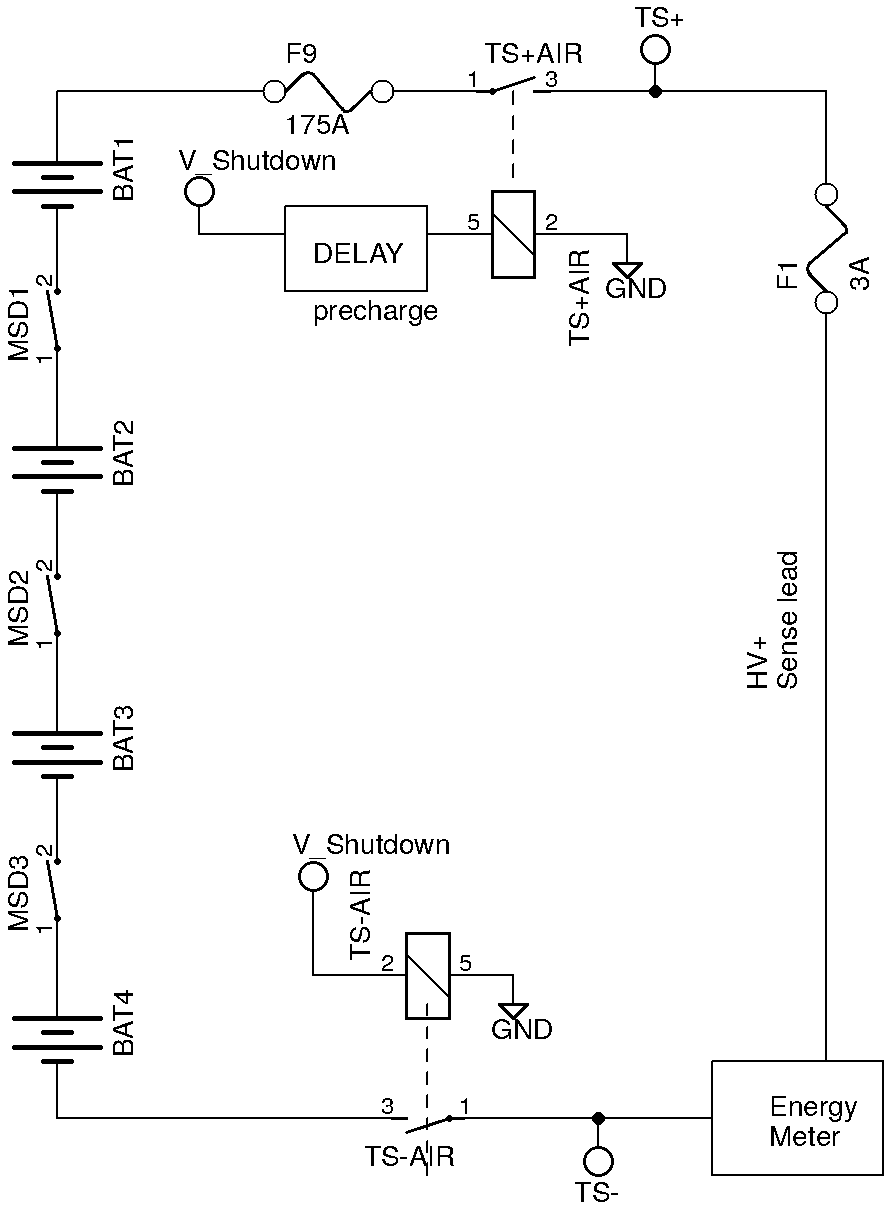 TS+
F9
TS+AIR
1
3
175A
V_Shutdown
BAT1
5
2
DELAY
TS+AIR
GND
precharge
F1
3A
2
MSD1
1
BAT2
2
MSD2
1
HV+
Sense lead
BAT3
V_Shutdown
2
MSD3
1
TS-AIR
2
5
GND
BAT4
3
1
TS-AIR
Energy
Meter
TS-